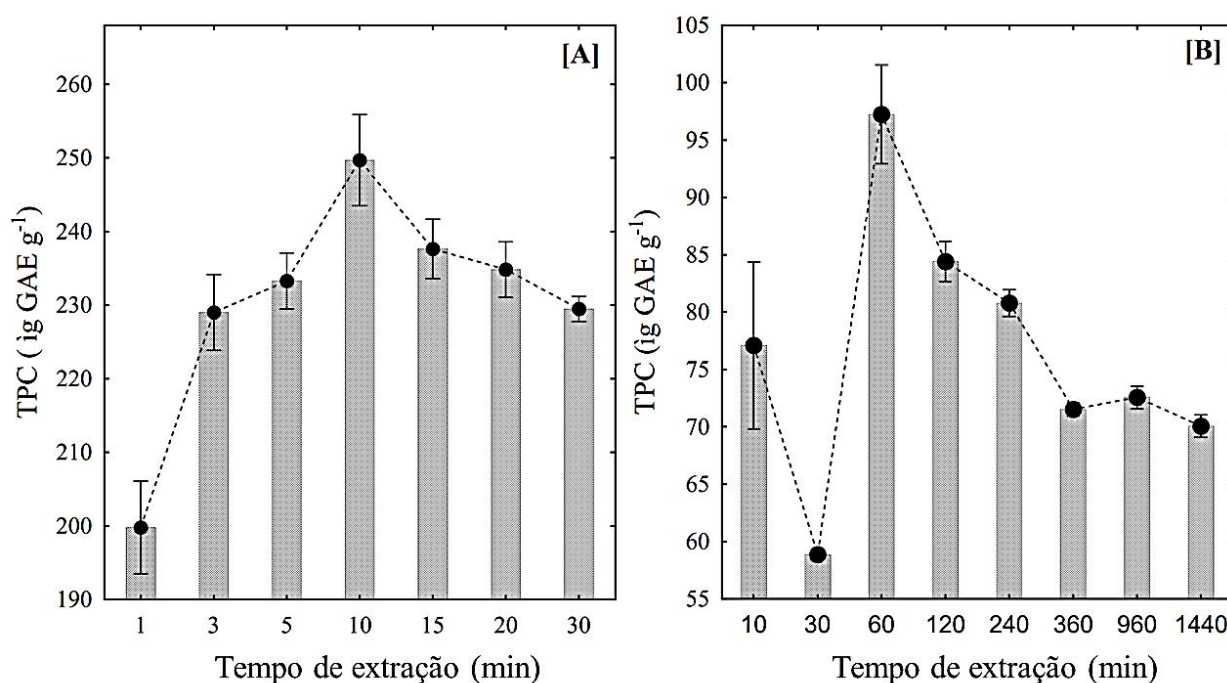 [A]
TPC ( ìg GAE g⁻¹)
260
250
240
230
220
210
200
190
1 3 5 10 15 20 30
Tempo de extração (min)
[B]
TPC (ìg GAE g⁻¹)
105
100
95
90
85
80
75
70
65
60
55
10 30 60 120 240 360 960 1440
Tempo de extração (min)